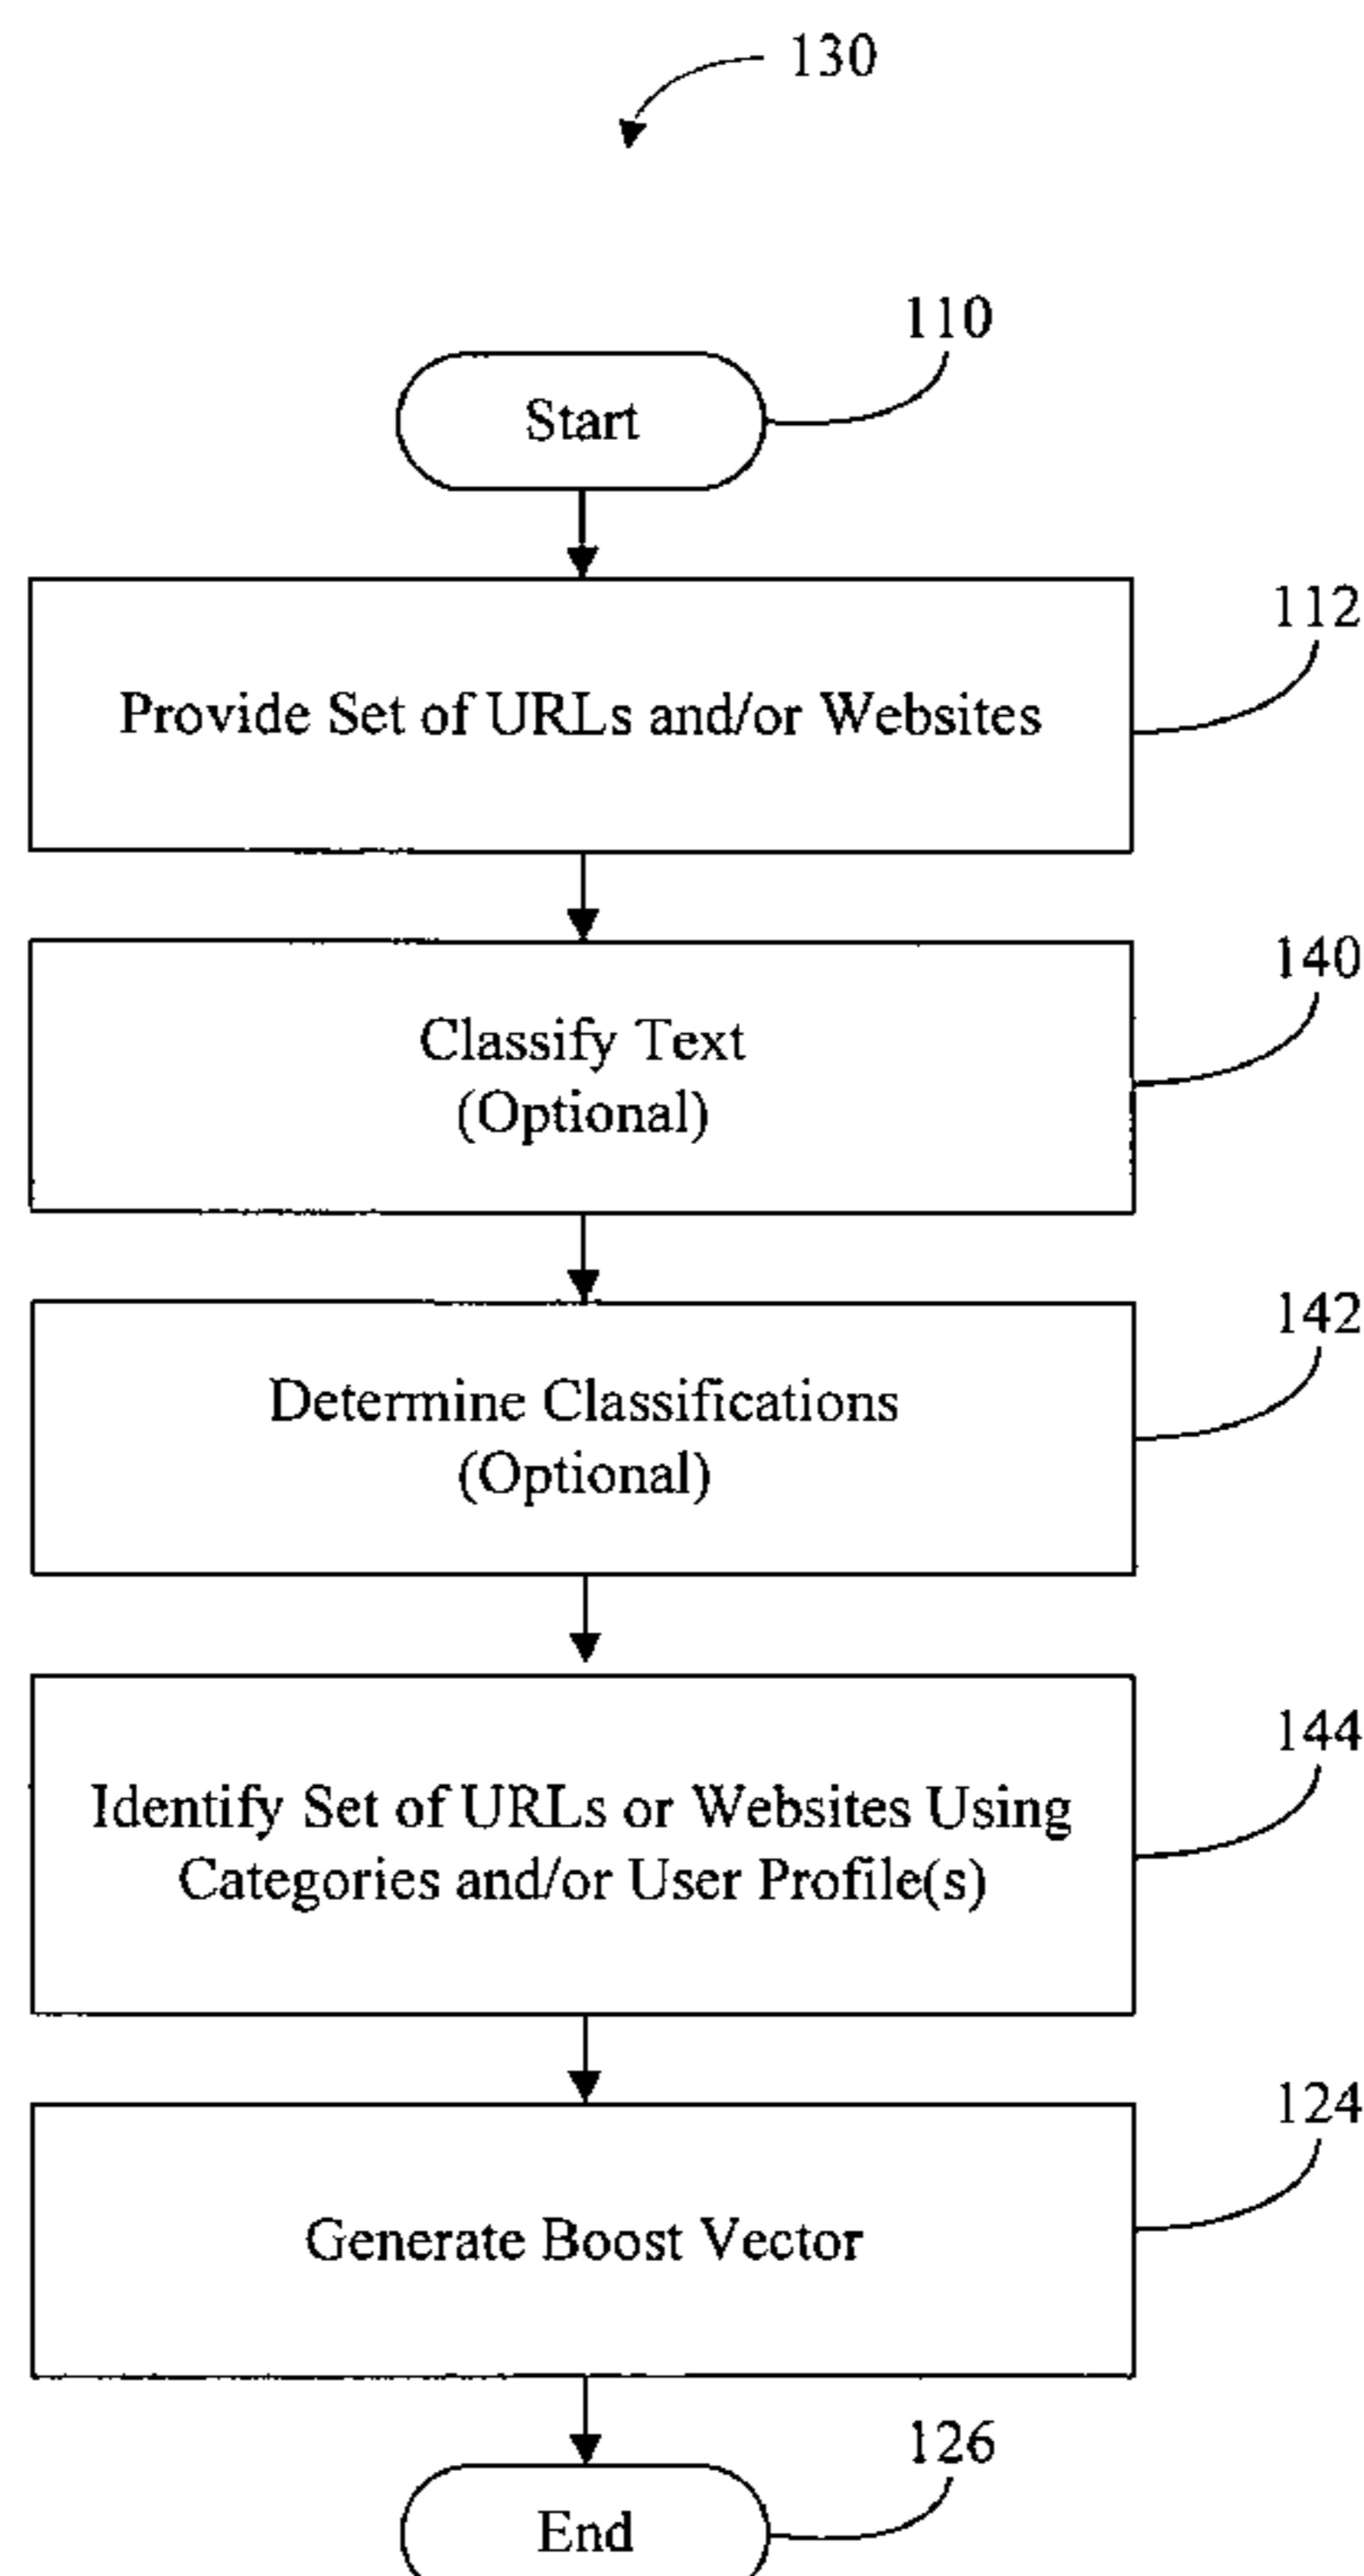 130
110
Start
112
Provide Set of URLs and/or Websites
140
Classify Text
(Optional)
142
Determine Classifications
(Optional)
144
Identify Set of URLs or Websites Using
Categories and/or User Profile(s)
124
Generate Boost Vector
126
End